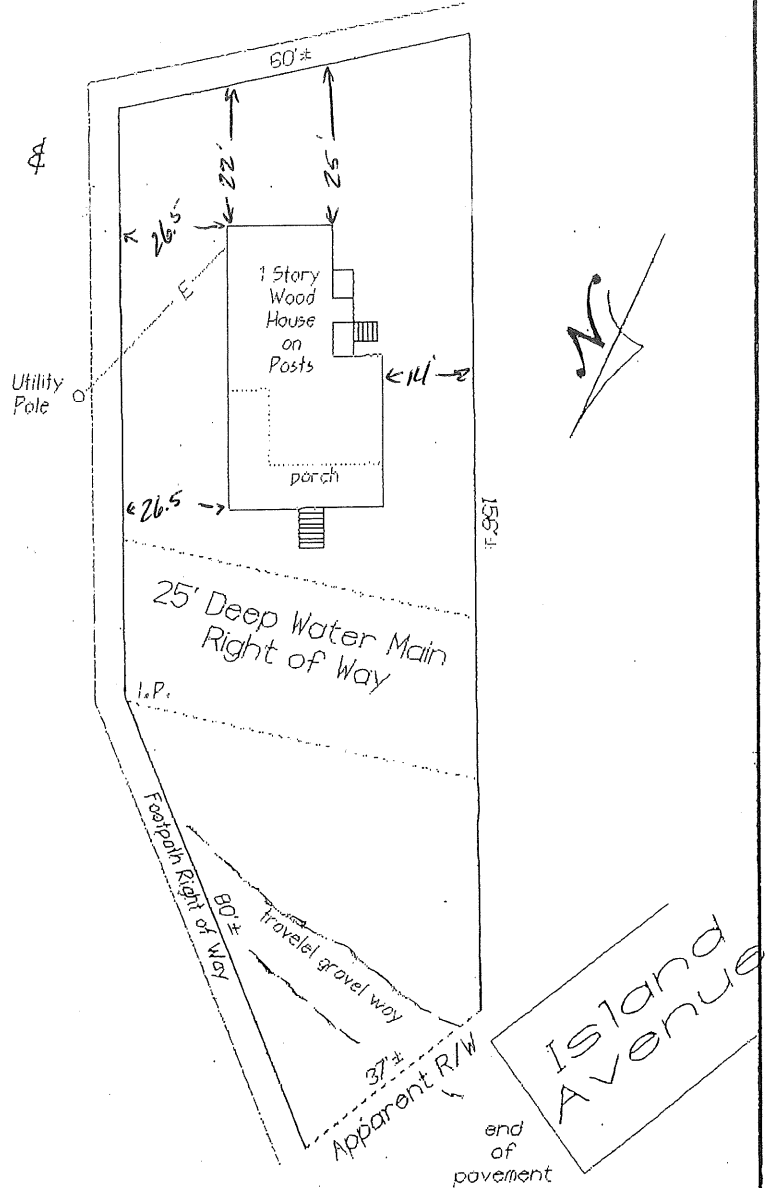 60'±
¢
22'
25'
26.5
E
1 Story
Wood
House
on
Posts
Utility
Pole
14'
N
porch
26.5
156'±
25' Deep Water Main
Right of Way
I.P.
Footpath Right of Way
80'±
travelel gravel way
37'±
Apparent R/W
Island
Avenue
end
of
pavement